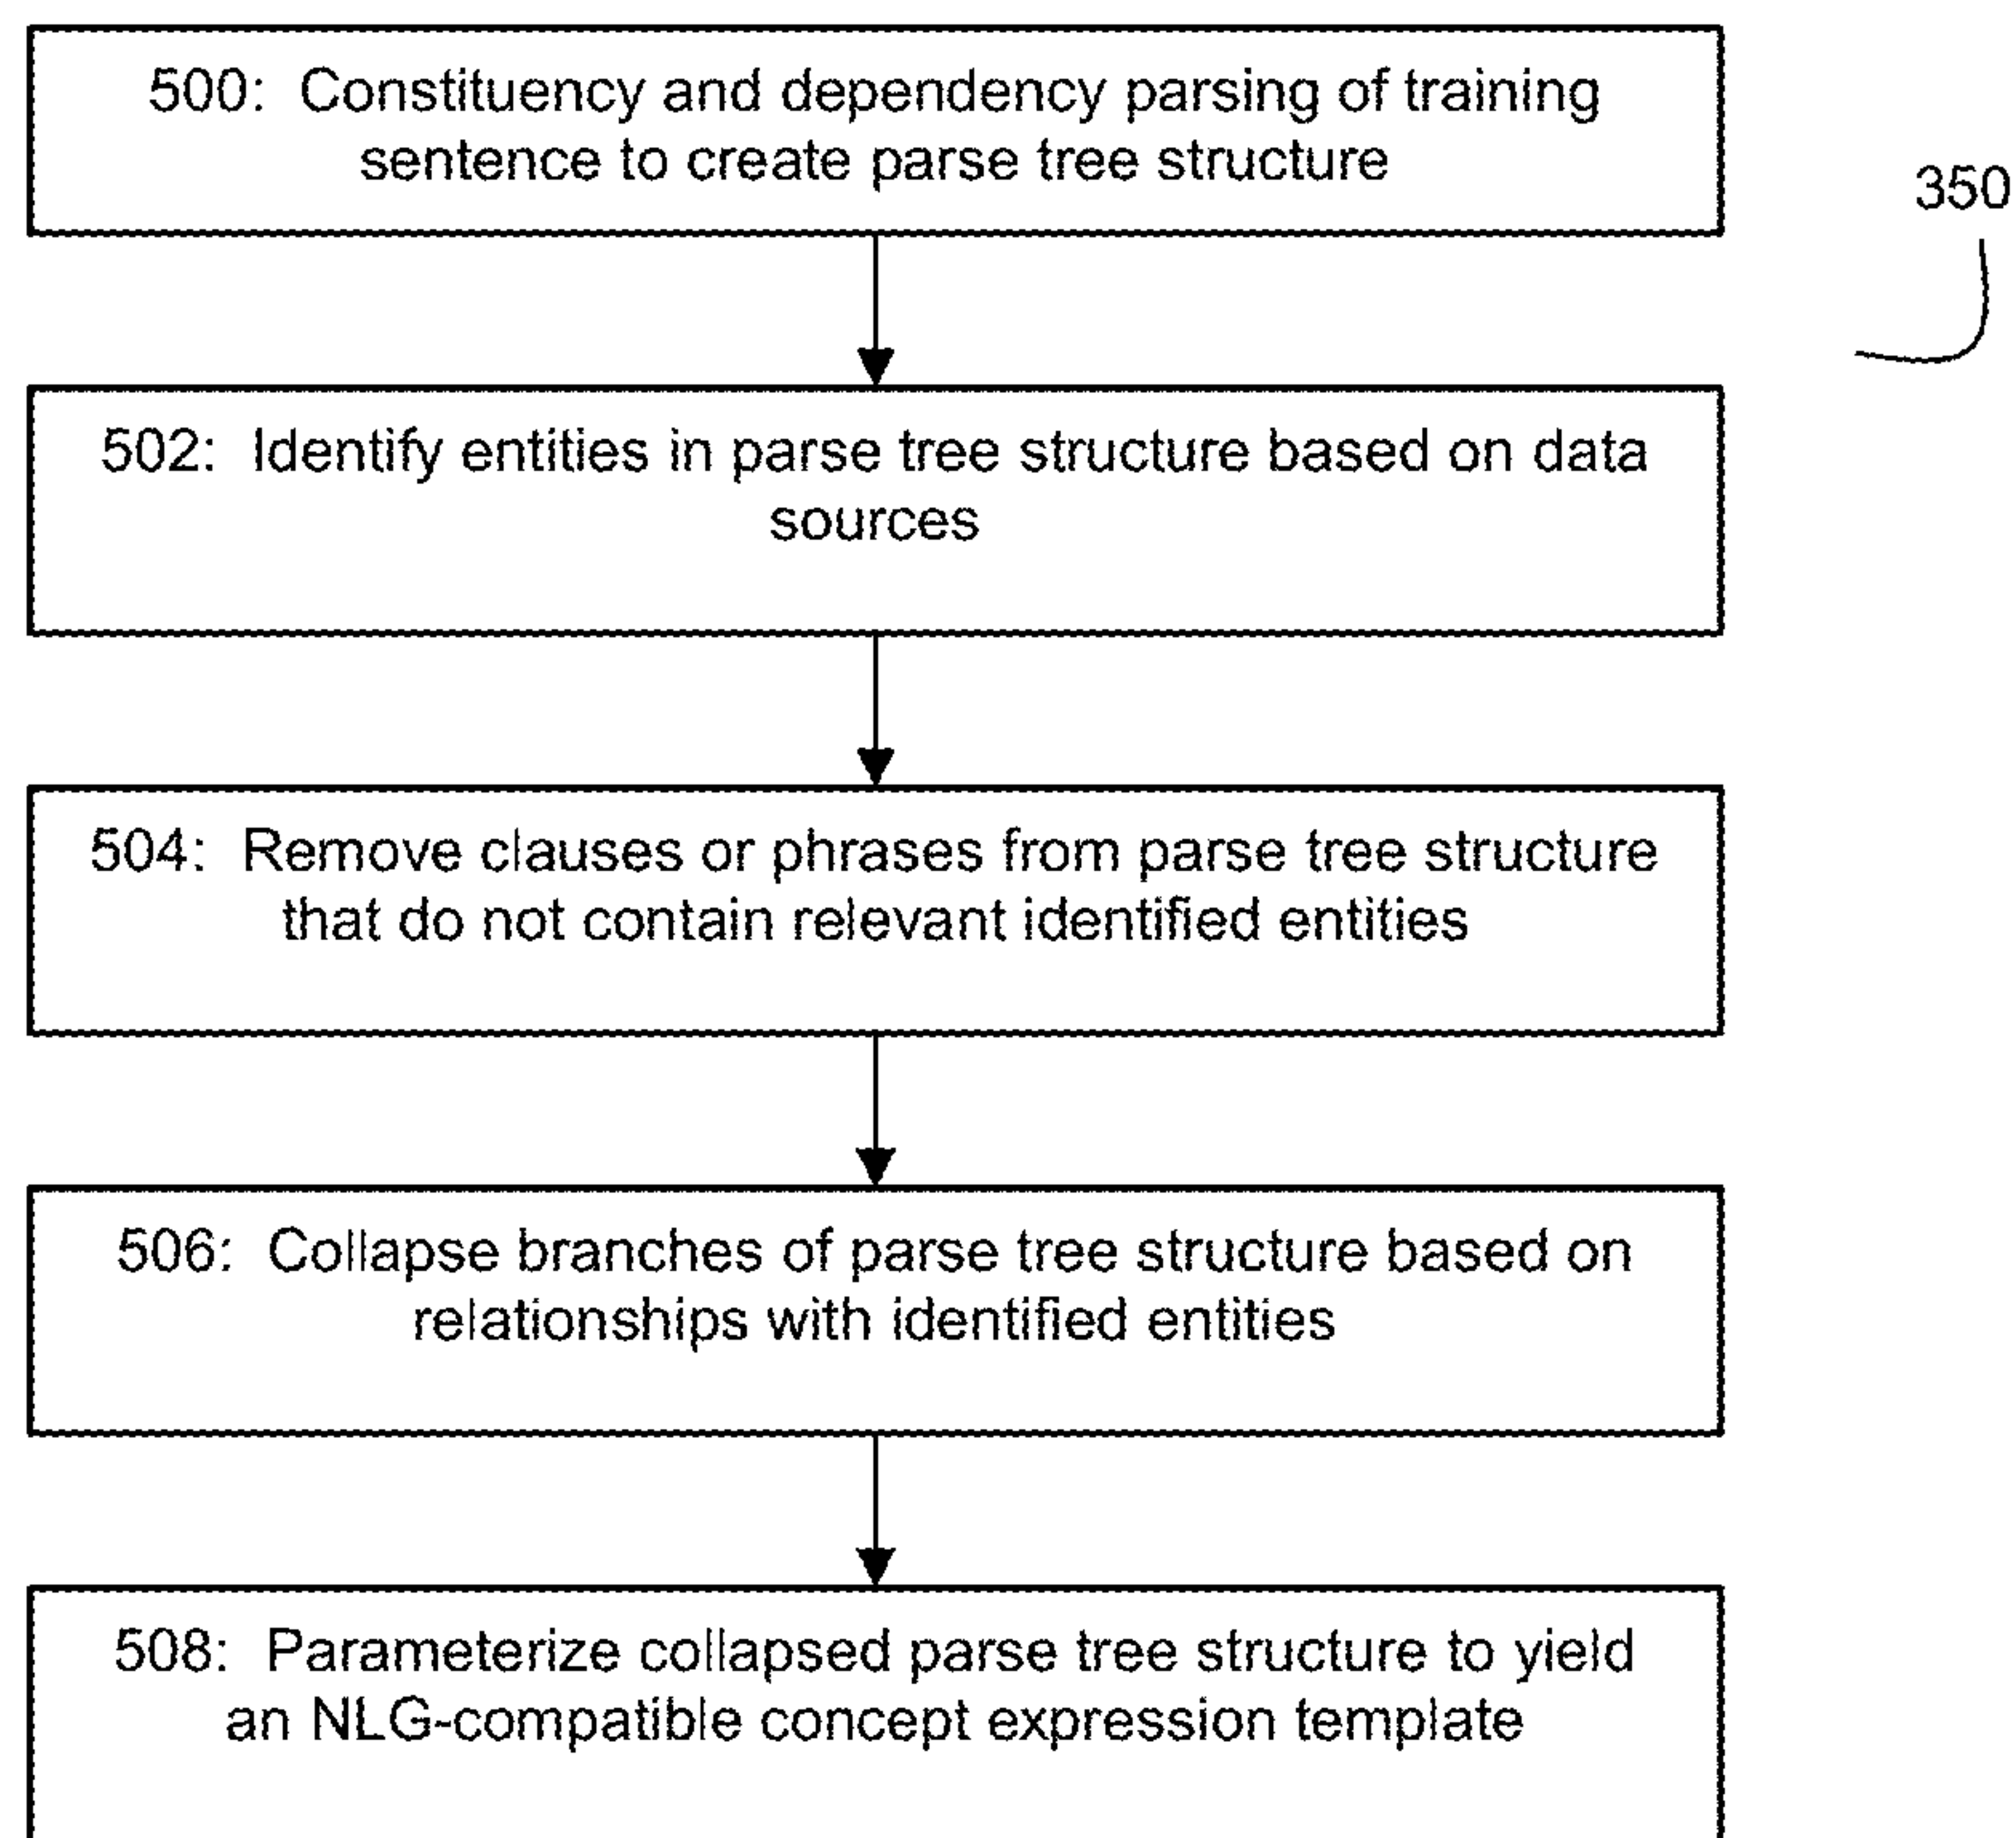 500: Constituency and dependency parsing of training
sentence to create parse tree structure
350
502: Identify entities in parse tree structure based on data
sources
504: Remove clauses or phrases from parse tree structure
that do not contain relevant identified entities
506: Collapse branches of parse tree structure based on
relationships with identified entities
508: Parameterize collapsed parse tree structure to yield
an NLG-compatible concept expression template